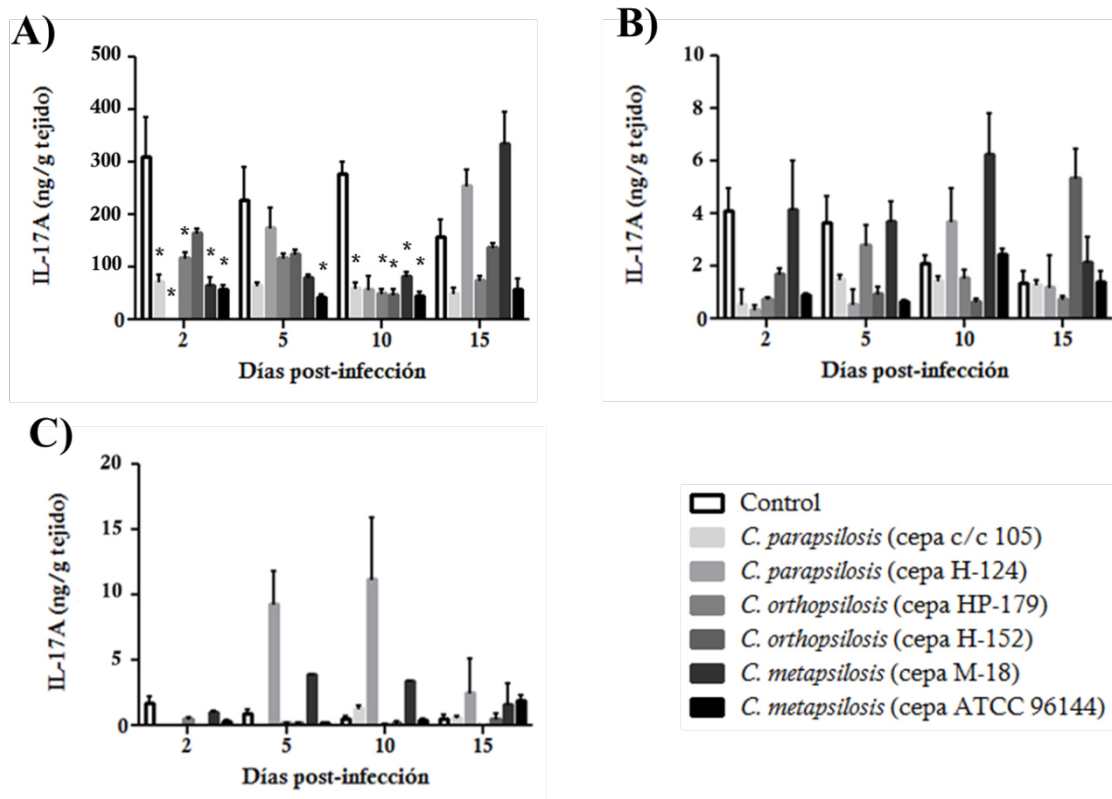 A)
IL-17A (ng/g tejido)
500
400
300
200
100
0
* * * * * * * * * * * *
2 5 10 15
Días post-infección
B)
IL-17A (ng/g tejido)
10
8
6
4
2
0
2 5 10 15
Días post-infección
C)
IL-17A (ng/g tejido)
20
15
10
5
0
2 5 10 15
Días post-infección
Control
C. parapsilosis (cepa c/c 105)
C. parapsilosis (cepa H-124)
C. orthopsilosis (cepa HP-179)
C. orthopsilosis (cepa H-152)
C. metapsilosis (cepa M-18)
C. metapsilosis (cepa ATCC 96144)